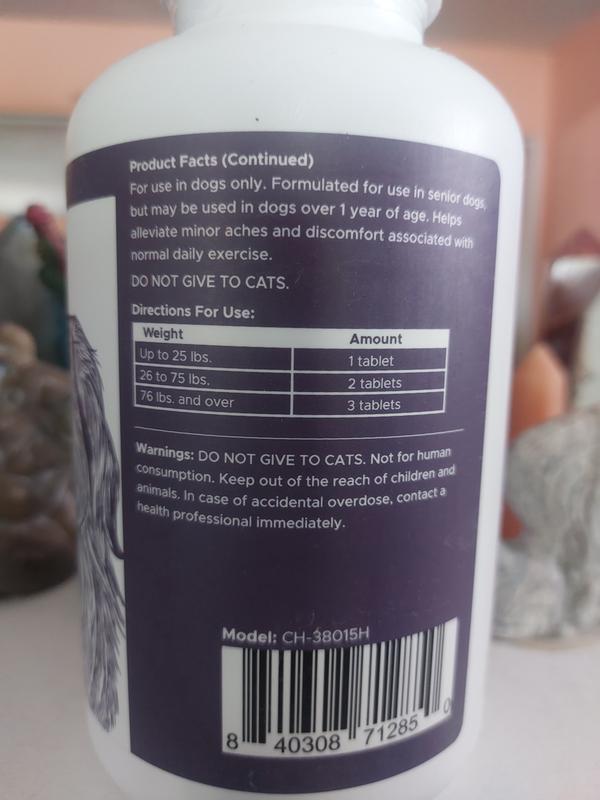 Product Facts (Continued)
For use in dogs only. Formulated for use in senior dogs,
but may be used in dogs over 1 year of age. Helps
alleviate minor aches and discomfort associated with
normal daily exercise.
DO NOT GIVE TO CATS.
Directions For Use:
Weight Amount
Up to 25 lbs. 1 tablet
26 to 75 lbs. 2 tablets
76 lbs. and over 3 tablets
Warnings: DO NOT GIVE TO CATS. Not for human
consumption. Keep out of the reach of children and
animals. In case of accidental overdose, contact a
health professional immediately.
Model: CH-38015H
8 40308 71285 0